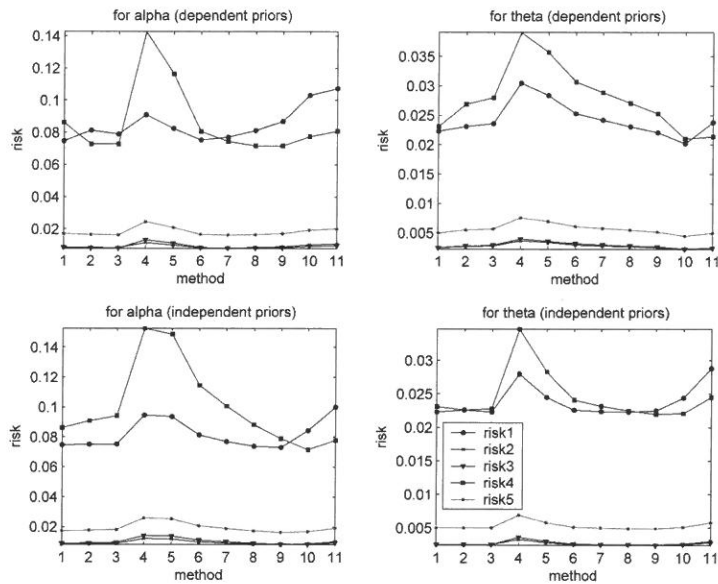 for alpha (dependent priors)
0.14
0.12
0.1
0.08
0.06
0.04
0.02
risk
1 2 3 4 5 6 7 8 9 10 11
method
for theta (dependent priors)
0.035
0.03
0.025
0.02
0.015
0.01
0.005
risk
1 2 3 4 5 6 7 8 9 10 11
method
for alpha (independent priors)
0.14
0.12
0.1
0.08
0.06
0.04
0.02
risk
1 2 3 4 5 6 7 8 9 10 11
method
for theta (independent priors)
0.03
0.025
0.02
0.015
0.01
0.005
risk
risk1
risk2
risk3
risk4
risk5
1 2 3 4 5 6 7 8 9 10 11
method